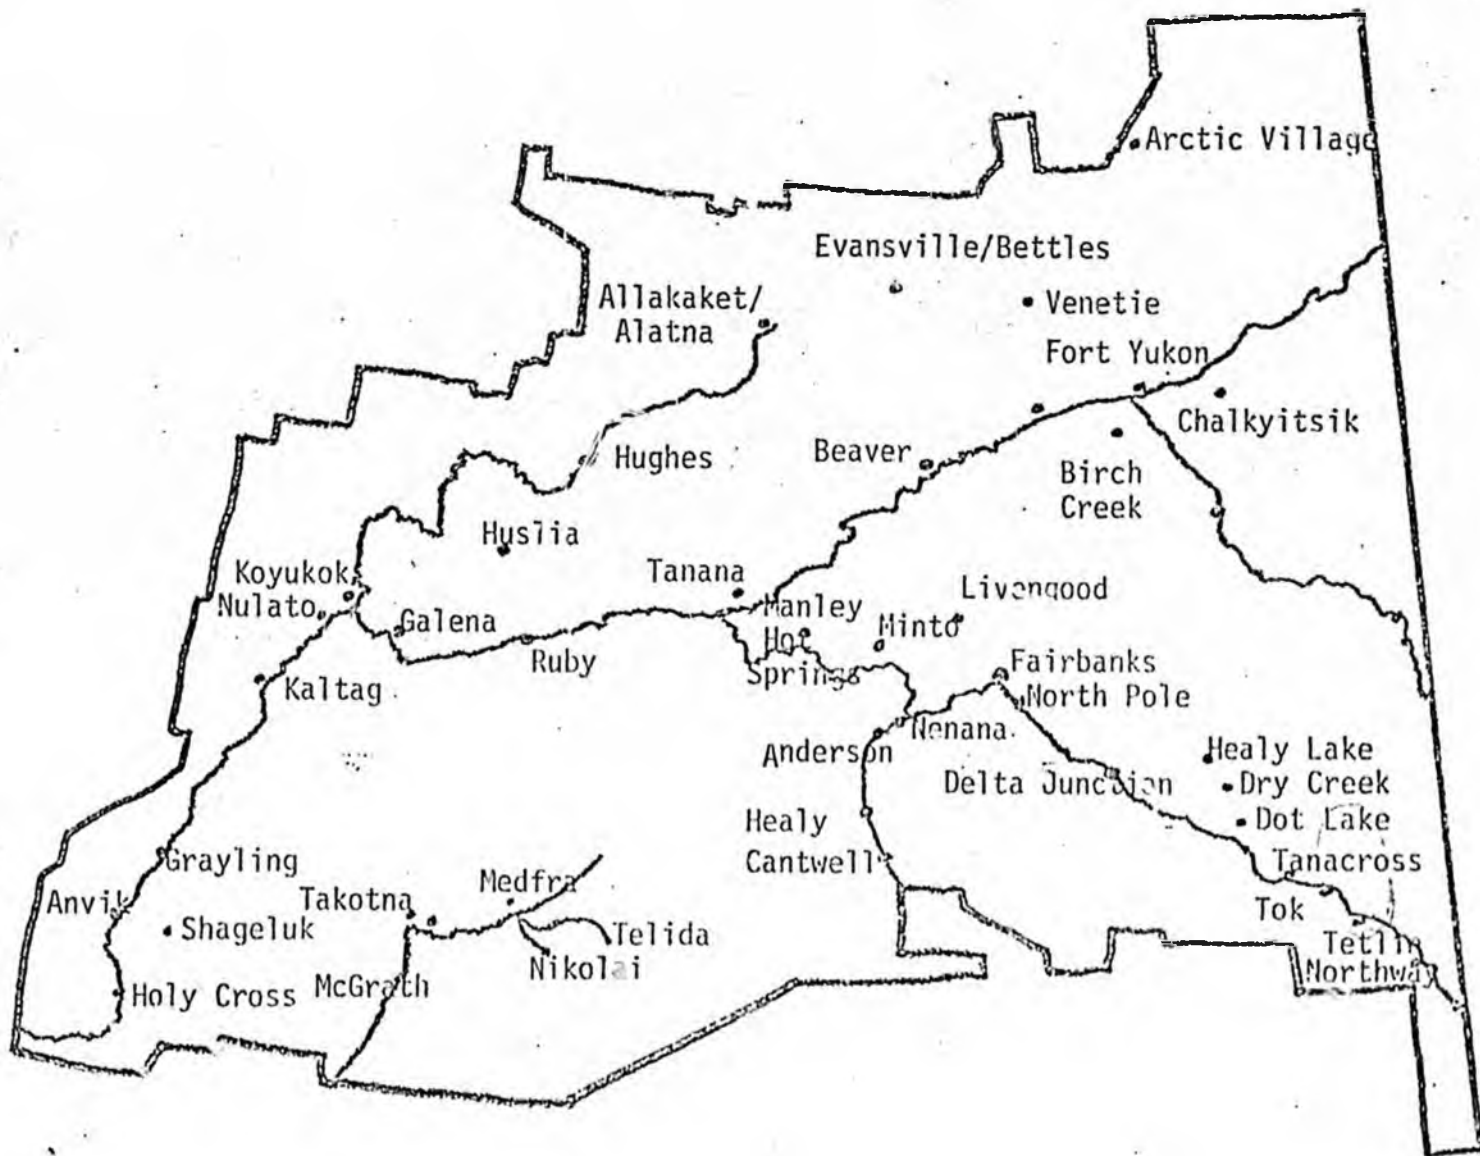 Arctic Village
Evansville/Bettles
Allakaket/
Alatna
Venetie
Fort Yukon
Chalkyitsik
Hughes
Beaver
Birch
Creek
Huslia
Koyukok
Tanana
Livengood
Nulato
Manley
Galena
Minto
Hot
Ruby
Springs
Fairbanks
Kaltag
North Pole
Nenana
Anderson
Healy Lake
Delta Junction
Dry Creek
Healy
Dot Lake
Cantwell
Grayling
Tanacross
Medfra
Anvik
Takotna
Tok
Shageluk
Telida
Tetlin
Nikolai
Northway
McGrath
Holy Cross